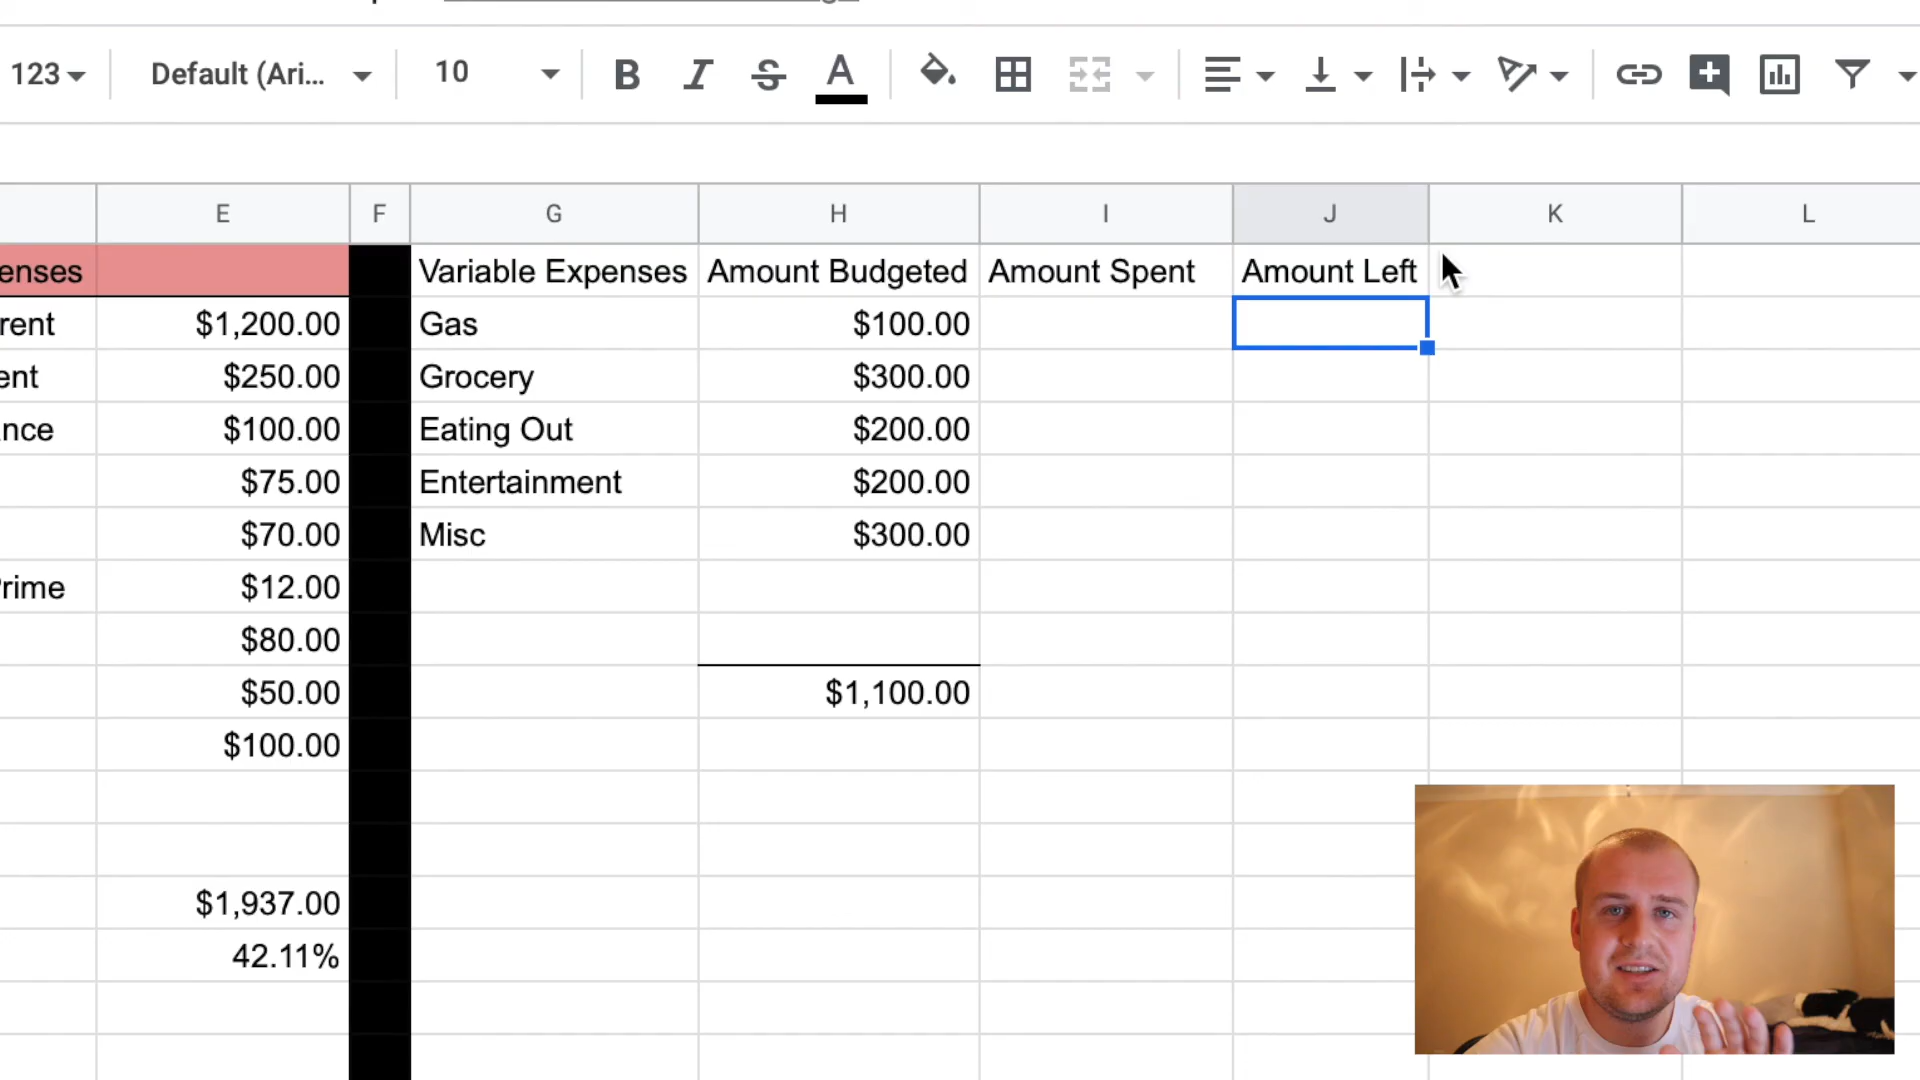 123 Default (Ari... 10 B I S A
E F G H I J K L
enses Variable Expenses Amount Budgeted Amount Spent Amount Left
rent $1,200.00 Gas $100.00
ent $250.00 Grocery $300.00
nce $100.00 Eating Out $200.00
$75.00 Entertainment $200.00
$70.00 Misc $300.00
Prime $12.00
$80.00
$50.00 $1,100.00
$100.00
$1,937.00
42.11%